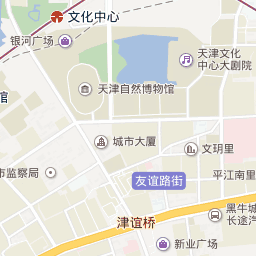 文化中心
银河广场
天津文化
中心大剧院
馆
天津自然博物馆
城市大厦
文玥里
市监察局
友谊路街
平江南里
津谊桥
黑牛城
长途汽
新业广场